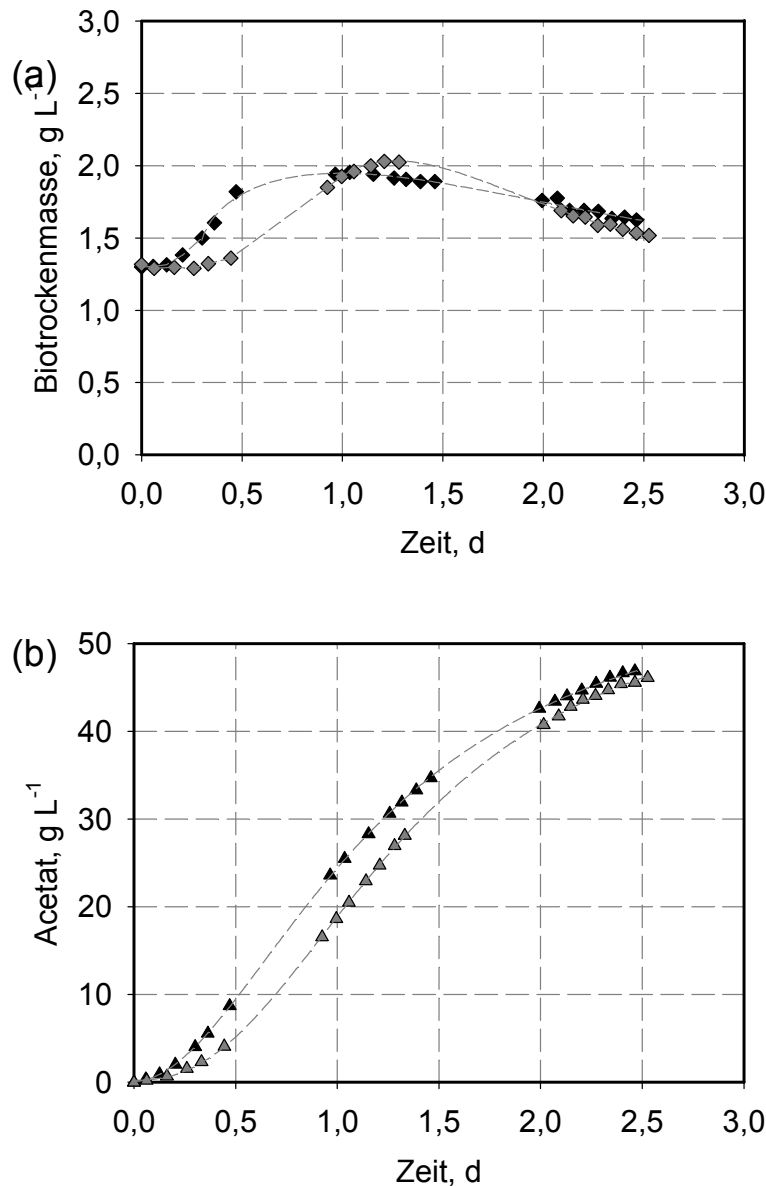 (a)
Biotrockenmasse, g L⁻¹
3,0
2,5
2,0
1,5
1,0
0,5
0,0
0,0 0,5 1,0 1,5 2,0 2,5 3,0
Zeit, d
(b)
Acetat, g L⁻¹
50
40
30
20
10
0
0,0 0,5 1,0 1,5 2,0 2,5 3,0
Zeit, d